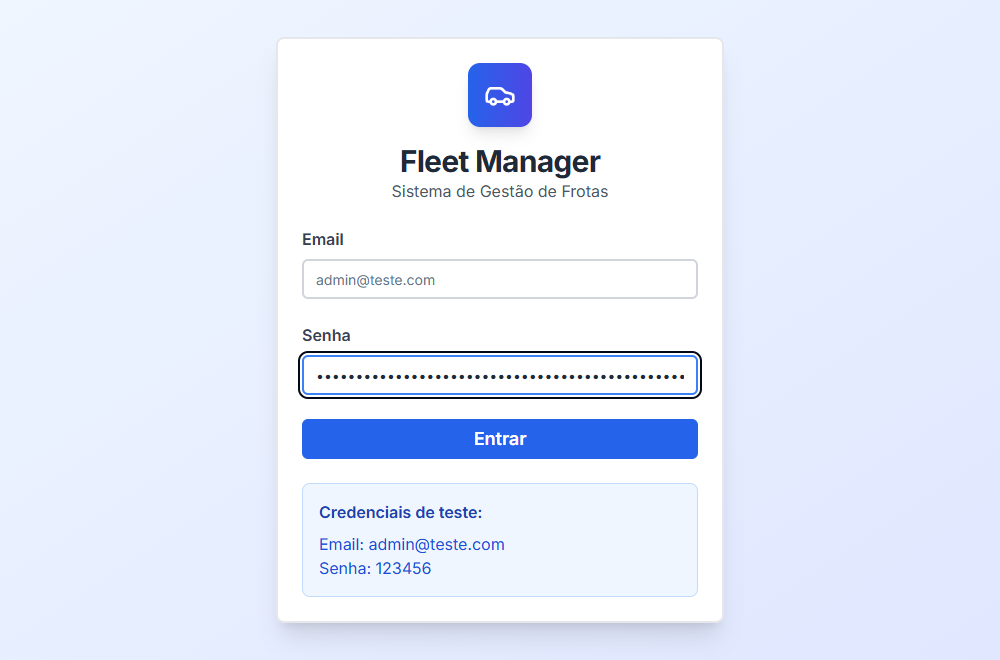 Fleet Manager
Sistema de Gestão de Frotas
Email
admin@teste.com
Senha
••••••••••••••••••••••••••••••••••••••••••••••••
Entrar
Credenciais de teste:
Email: admin@teste.com
Senha: 123456